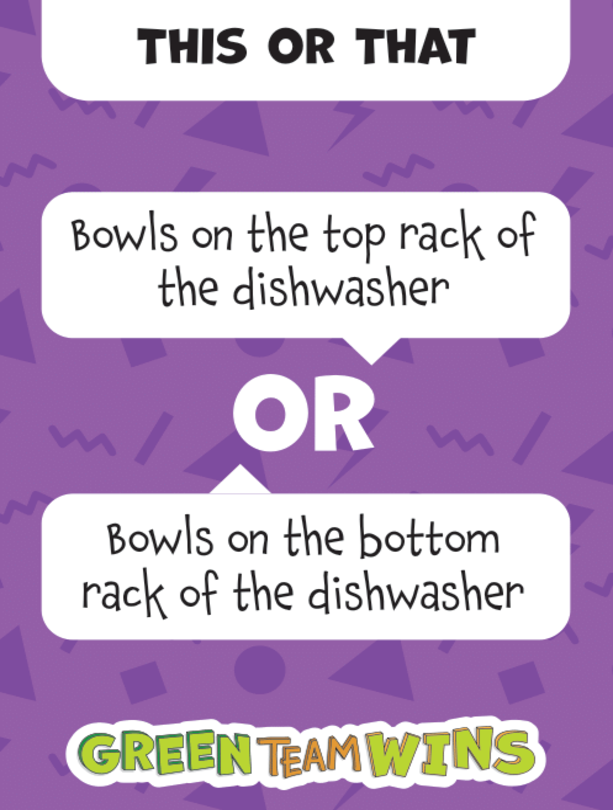 THIS OR THAT
Bowls on the top rack of
the dishwasher
OR
Bowls on the bottom
rack of the dishwasher
GREEN TEAM WINS